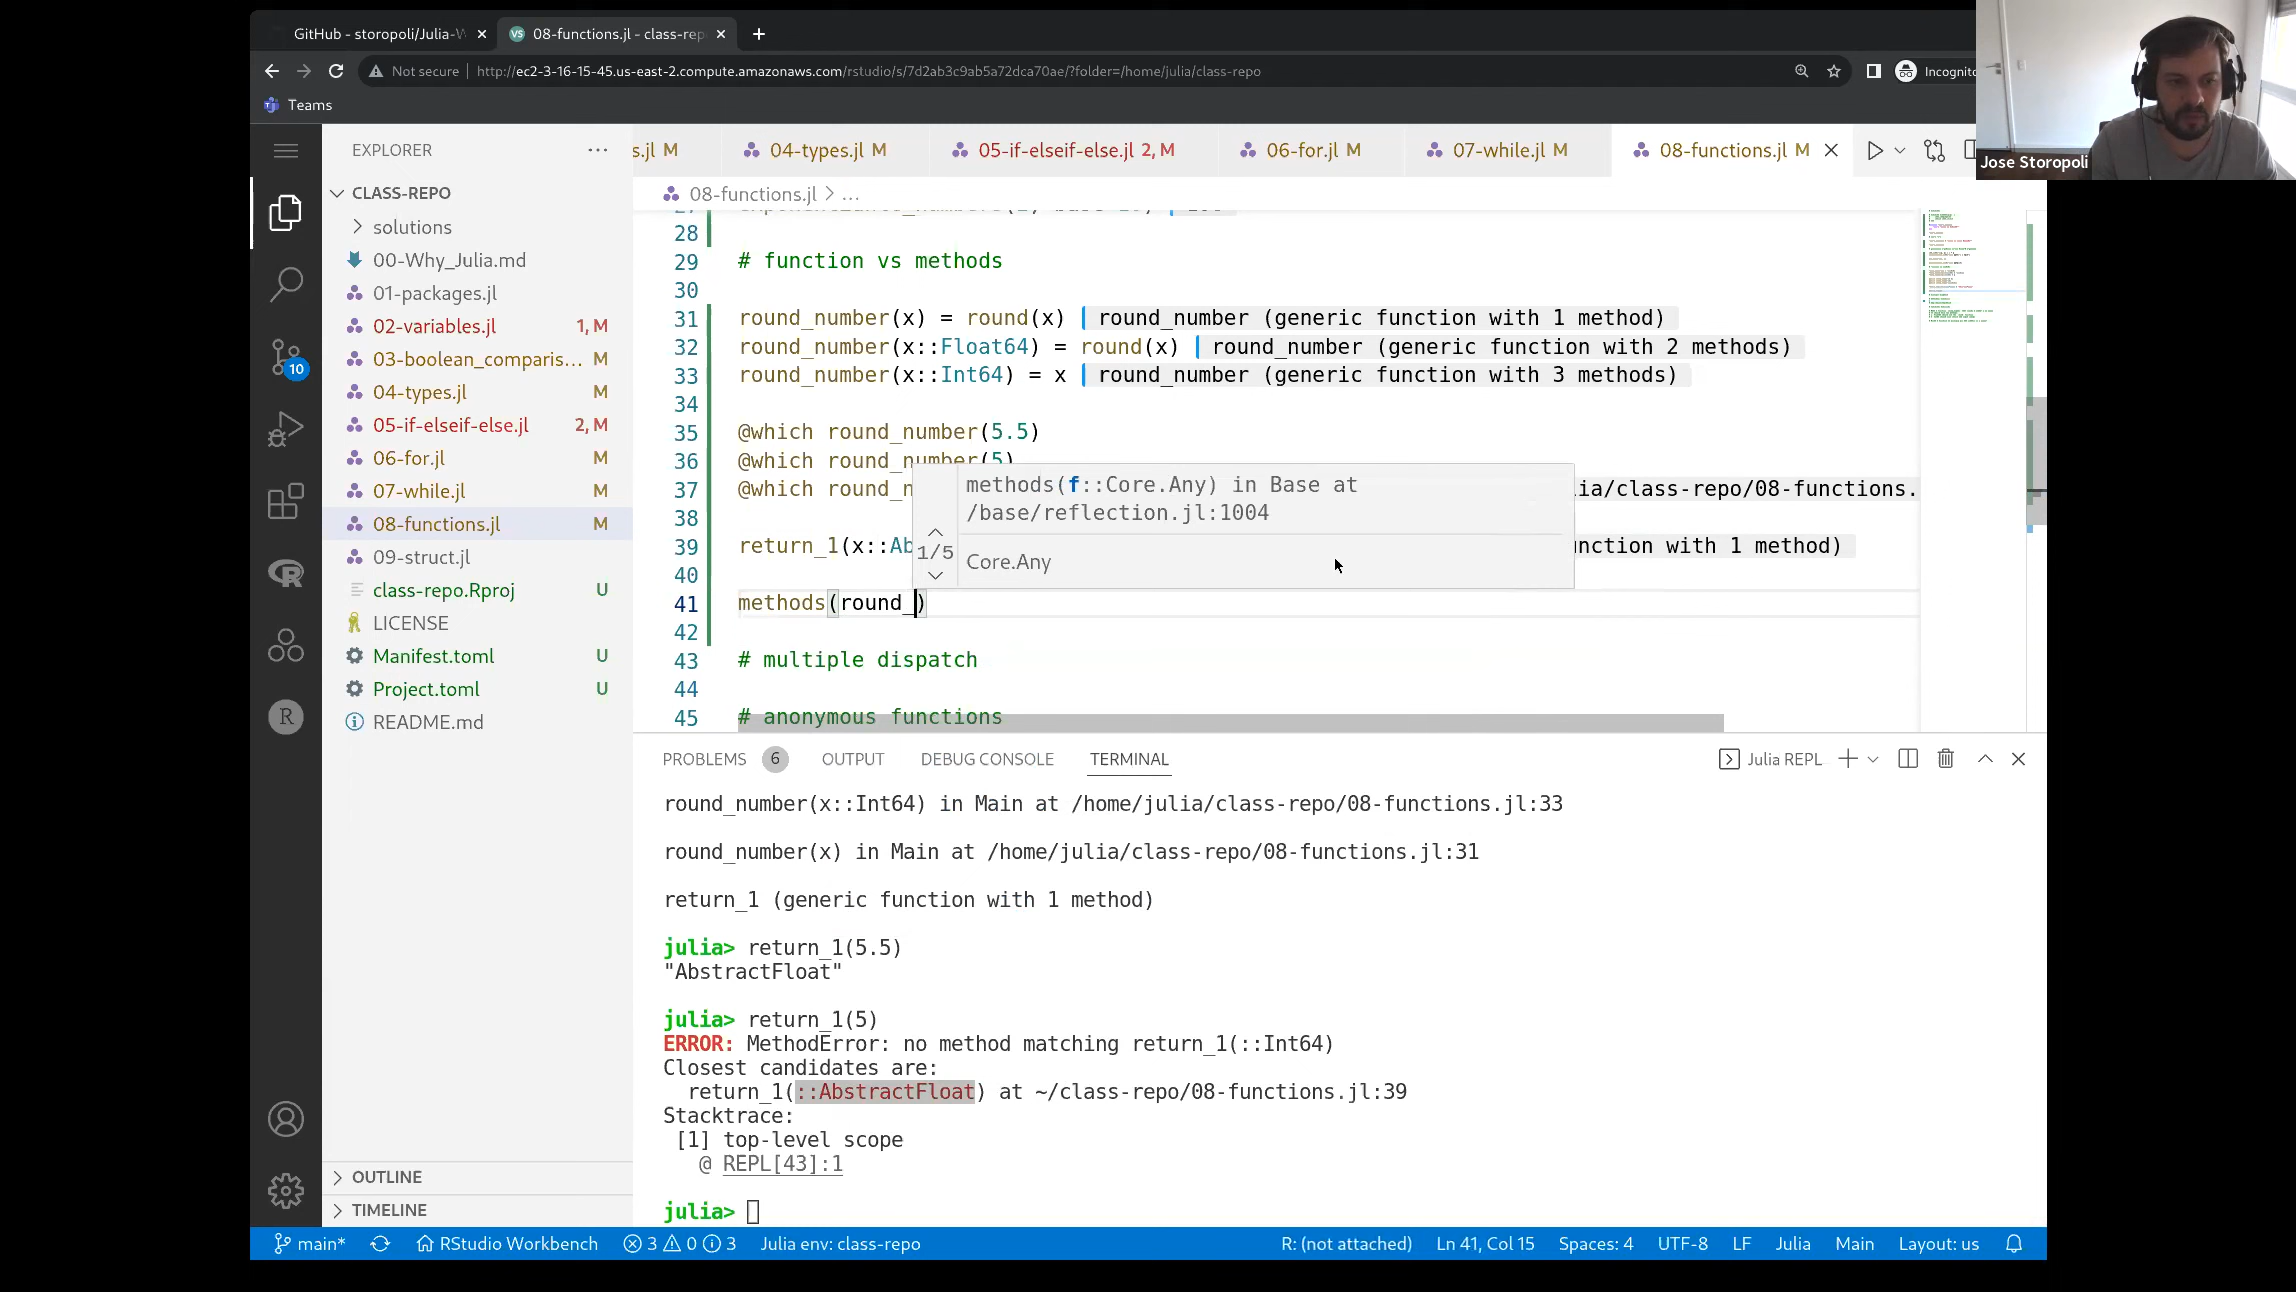 GitHub - storopoli/Julia-W
08-functions.jl - class-rep
Not secure
http://ec2-3-16-15-45.us-east-2.compute.amazonaws.com/rstudio/s/7d2ab3c9ab5a72dca70ae/?folder=/home/julia/class-repo
Incognito
Teams
Jose Storopoli
EXPLORER
CLASS-REPO
solutions
00-Why_Julia.md
01-packages.jl
02-variables.jl 1, M
03-boolean_comparis... M
04-types.jl M
05-if-elseif-else.jl 2, M
06-for.jl M
07-while.jl M
08-functions.jl M
09-struct.jl
class-repo.Rproj U
LICENSE
Manifest.toml U
Project.toml U
README.md
10
OUTLINE
TIMELINE
s.jl M
04-types.jl M
05-if-elseif-else.jl 2, M
06-for.jl M
07-while.jl M
08-functions.jl M
08-functions.jl > ...
28
29 # function vs methods
30
31 round_number(x) = round(x) round_number (generic function with 1 method)
32 round_number(x::Float64) = round(x) round_number (generic function with 2 methods)
33 round_number(x::Int64) = x round_number (generic function with 3 methods)
34
35 @which round_number(5.5)
36 @which round_number(5)
37 @which round_n lia/class-repo/08-functions.
38
39 return_1(x::Ab nction with 1 method)
40
41 methods(round_)
42
43 # multiple dispatch
44
45 # anonymous functions
methods(f::Core.Any) in Base at
/base/reflection.jl:1004
1/5
Core.Any
PROBLEMS 6 OUTPUT DEBUG CONSOLE TERMINAL
Julia REPL
round_number(x::Int64) in Main at /home/julia/class-repo/08-functions.jl:33
round_number(x) in Main at /home/julia/class-repo/08-functions.jl:31
return_1 (generic function with 1 method)
julia> return_1(5.5)
"AbstractFloat"
julia> return_1(5)
ERROR: MethodError: no method matching return_1(::Int64)
Closest candidates are:
return_1(::AbstractFloat) at ~/class-repo/08-functions.jl:39
Stacktrace:
[1] top-level scope
@ REPL[43]:1
julia>
main* RStudio Workbench 3 0 3 Julia env: class-repo
R: (not attached) Ln 41, Col 15 Spaces: 4 UTF-8 LF Julia Main Layout: us